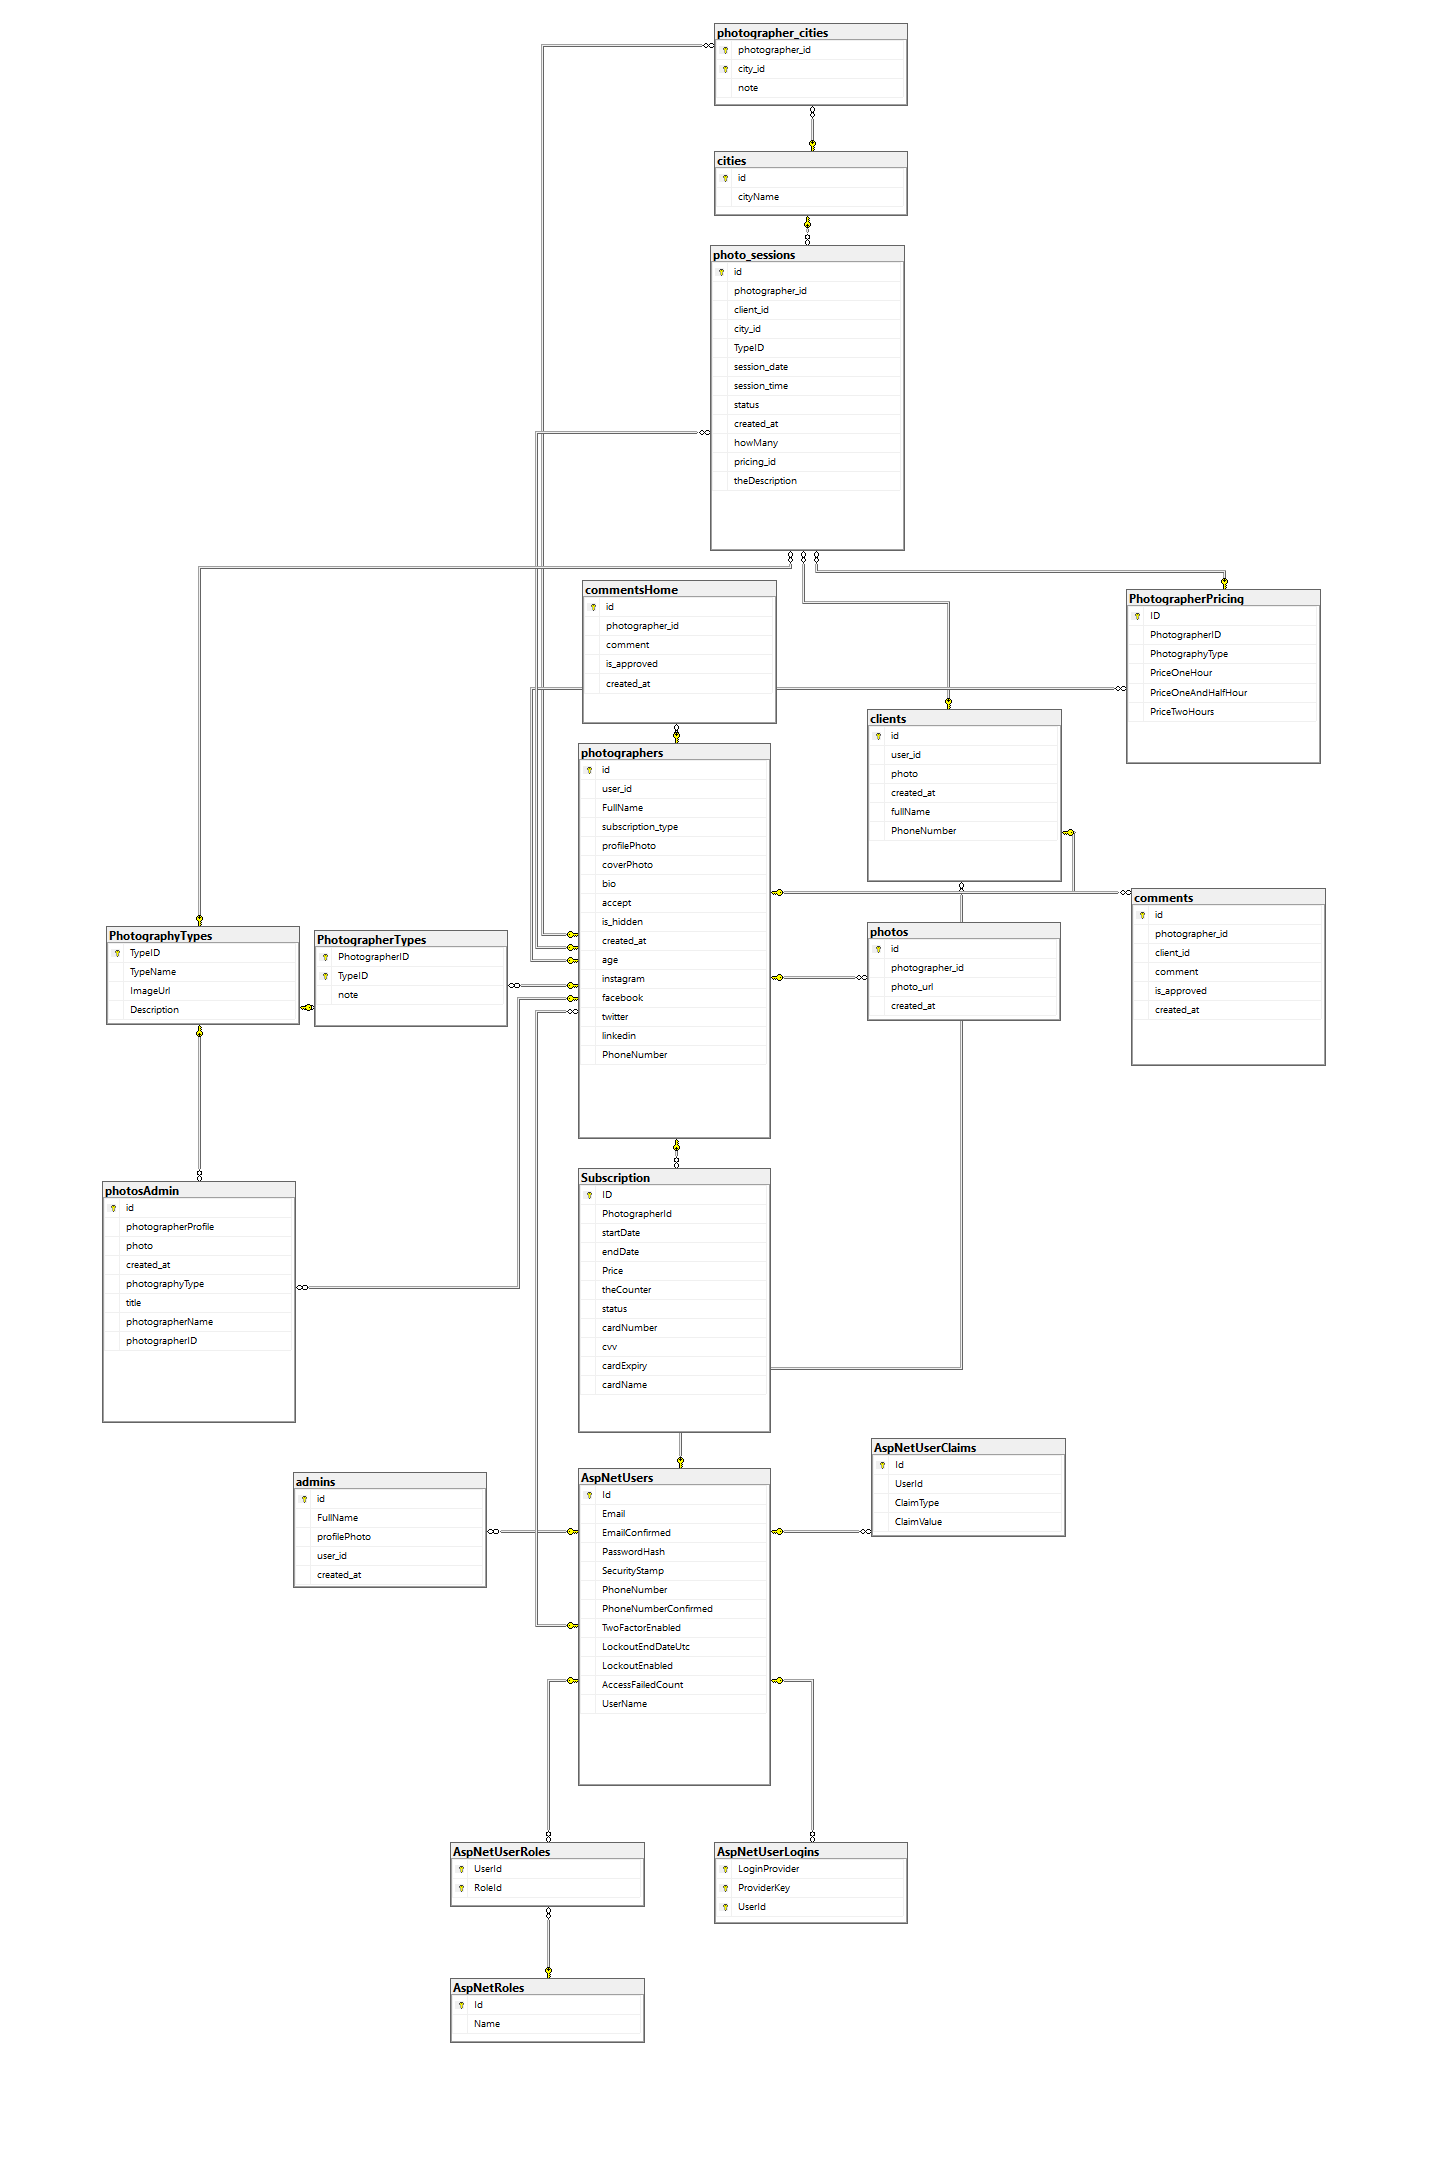 photographer_cities
photographer_id
city_id
note
cities
id
cityName
photo_sessions
id
photographer_id
client_id
city_id
TypeID
session_date
session_time
status
created_at
howMany
pricing_id
theDescription
commentsHome
id
photographer_id
comment
is_approved
created_at
PhotographerPricing
ID
PhotographerID
PhotographyType
PriceOneHour
PriceOneAndHalfHour
PriceTwoHours
clients
id
user_id
photo
created_at
fullName
PhoneNumber
photographers
id
user_id
FullName
subscription_type
profilePhoto
coverPhoto
bio
accept
is_hidden
created_at
age
instagram
facebook
twitter
linkedin
PhoneNumber
comments
id
photographer_id
client_id
comment
is_approved
created_at
photos
id
photographer_id
photo_url
created_at
PhotographyTypes
TypeID
TypeName
ImageUrl
Description
PhotographerTypes
PhotographerID
TypeID
note
photosAdmin
id
photographerProfile
photo
created_at
photographyType
title
photographerName
photographerID
Subscription
ID
PhotographerId
startDate
endDate
Price
theCounter
status
cardNumber
cvv
cardExpiry
cardName
admins
id
FullName
profilePhoto
user_id
created_at
AspNetUsers
Id
Email
EmailConfirmed
PasswordHash
SecurityStamp
PhoneNumber
PhoneNumberConfirmed
TwoFactorEnabled
LockoutEndDateUtc
LockoutEnabled
AccessFailedCount
UserName
AspNetUserClaims
Id
UserId
ClaimType
ClaimValue
AspNetUserRoles
UserId
RoleId
AspNetUserLogins
LoginProvider
ProviderKey
UserId
AspNetRoles
Id
Name